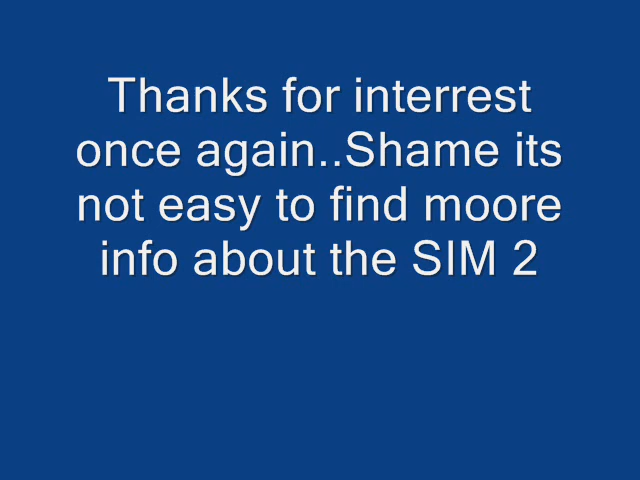 Thanks for interrest
once again..Shame its
not easy to find moore
info about the SIM 2